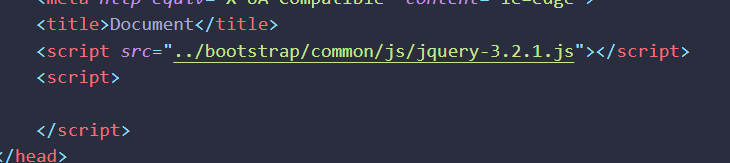 <meta http-equiv="X-UA-Compatible" content="ie=edge">
<title>Document</title>
<script src="../bootstrap/common/js/jquery-3.2.1.js"></script>
<script>
</script>
</head>